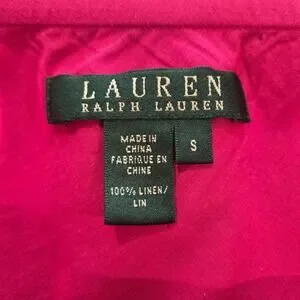 LAUREN
RALPH LAUREN
MADE IN
CHINA
FABRIQUE EN
CHINE
100% LINEN/
LIN
S